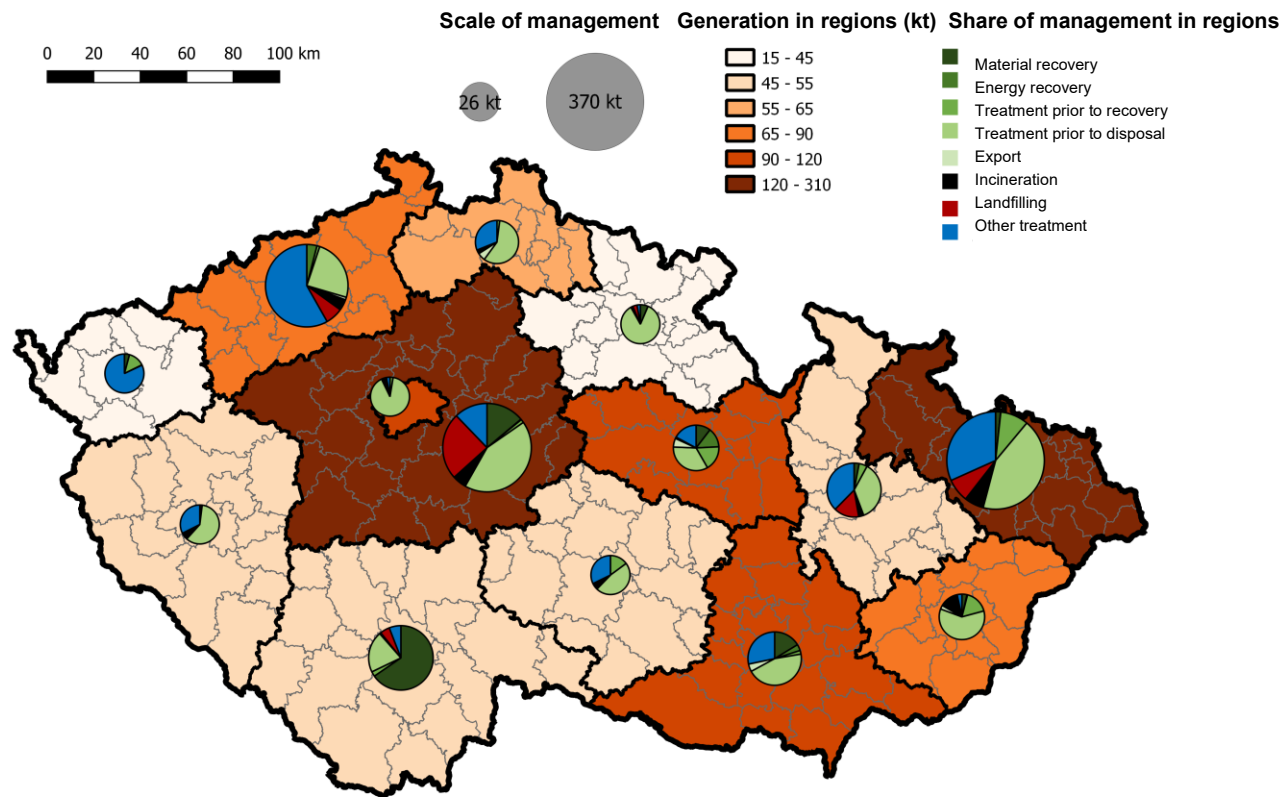 Scale of management
Generation in regions (kt)
Share of management in regions
0 20 40 60 80 100 km
26 kt
370 kt
15 - 45
45 - 55
55 - 65
65 - 90
90 - 120
120 - 310
Material recovery
Energy recovery
Treatment prior to recovery
Treatment prior to disposal
Export
Incineration
Landfilling
Other treatment